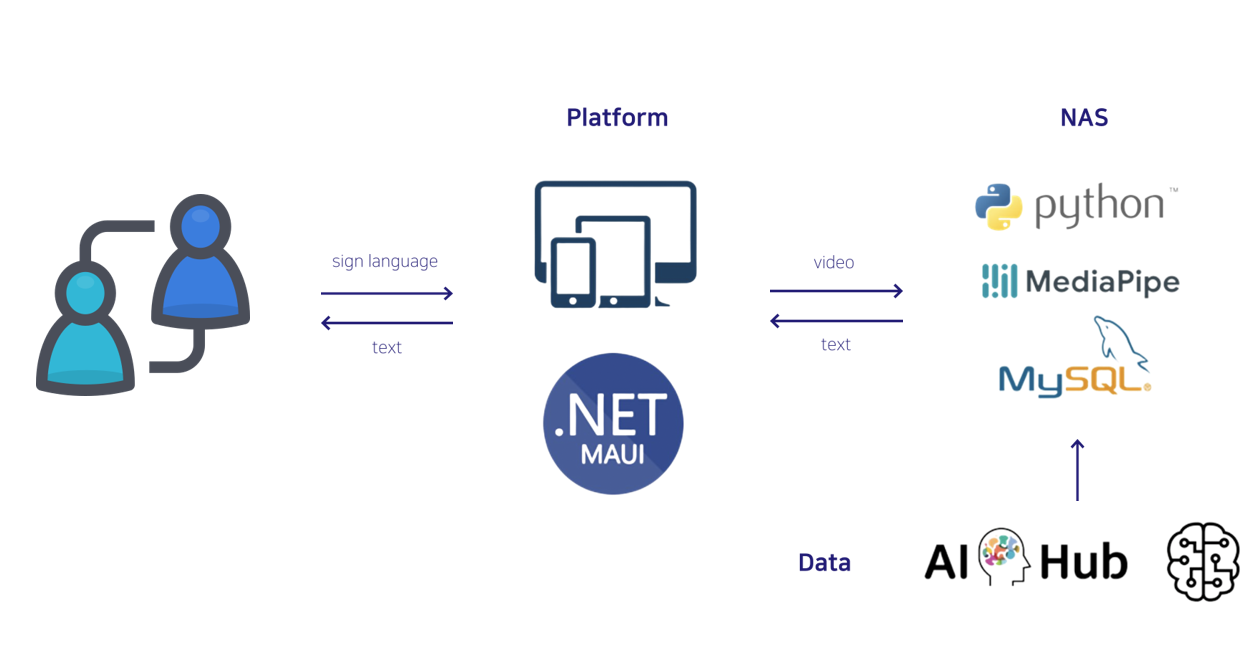 Platform
NAS
python™
sign language
video
MediaPipe
text
text
MySQL®
.NET
MAUI
Data
AI Hub